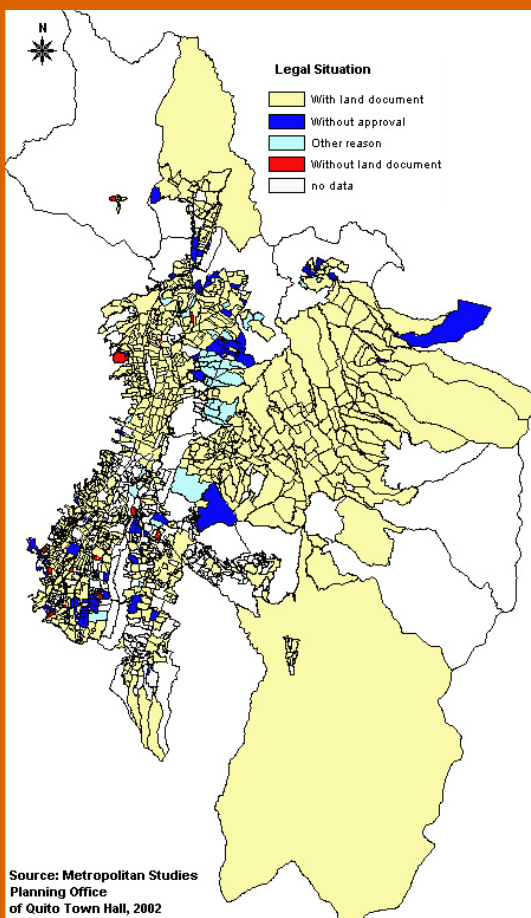 N
Legal Situation
With land document
Without approval
Other reason
Without land document
no data
Source: Metropolitan Studies
Planning Office
of Quito Town Hall, 2002